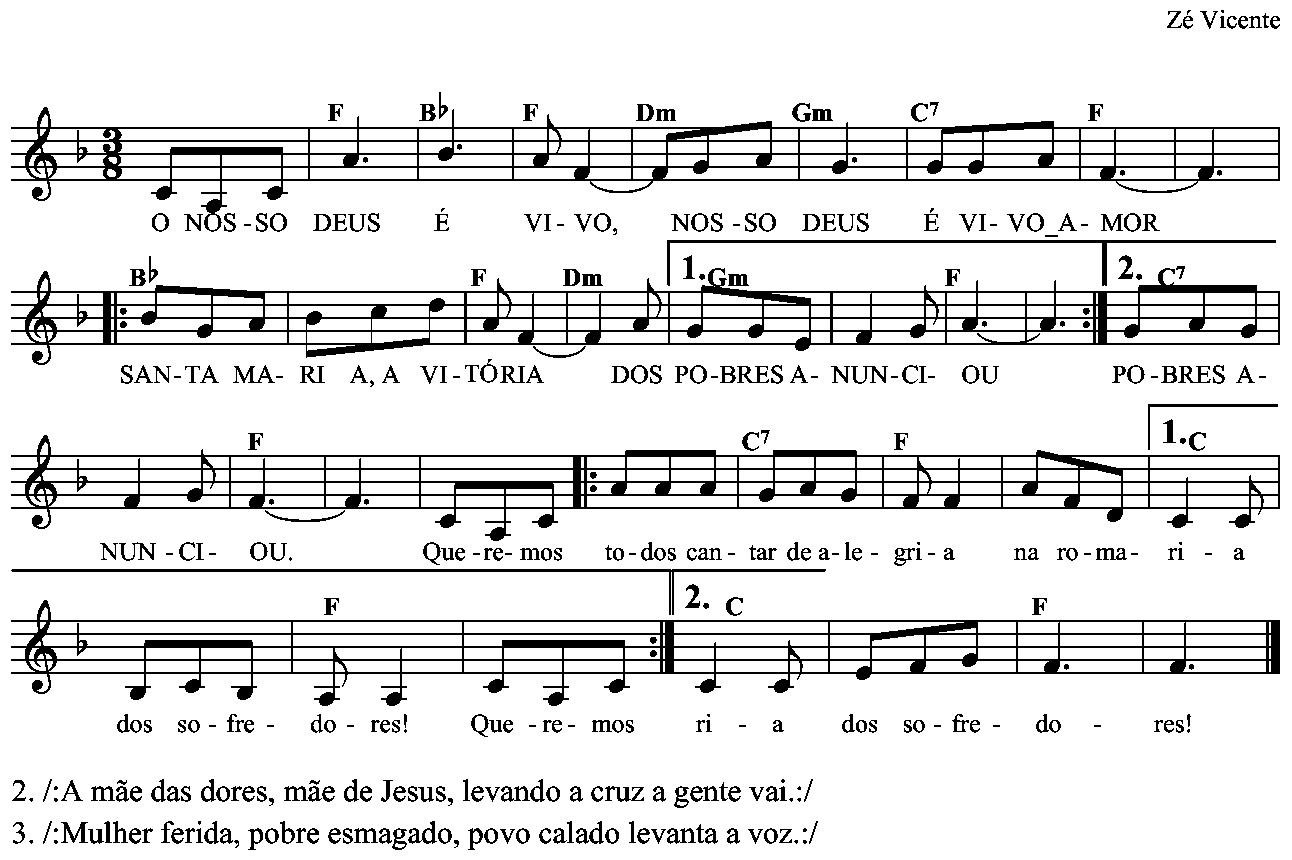 Zé Vicente
F B♭ F Dm Gm C7 F
3
8
O NOS-SO DEUS É VI- VO, NOS-SO DEUS É VI- VO_A- MOR
B♭ F Dm 1. Gm F 2. C7
SAN-TA MA- RI A, A VI-TÓRIA DOS POBRES A- NUN-CI- OU PO-BRES A-
F C7 F 1. C
NUN-CI- OU. Que-re-mos to-dos can-tar de a-le-gri-a na ro-ma- ri-a
F 2. C F
dos so-fre- do-res! Que-re-mos ri-a dos so-fre- do-res!
2. /:A mãe das dores, mãe de Jesus, levando a cruz a gente vai.:/
3. /:Mulher ferida, pobre esmagado, povo calado levanta a voz.:/